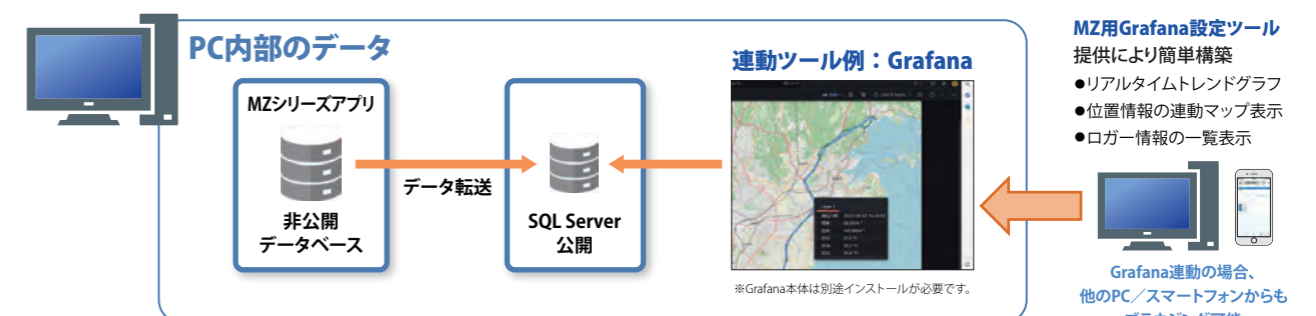 PC内部のデータ
MZシリーズアプリ
非公開
データベース
データ転送
SQL Server
公開
連動ツール例：Grafana
※Grafana本体は別途インストールが必要です。
MZ用Grafana設定ツール
提供により簡単構築
●リアルタイムトレンドグラフ
●位置情報の連動マップ表示
●ロガー情報の一覧表示
Grafana連動の場合、
他のPC／スマートフォンからも